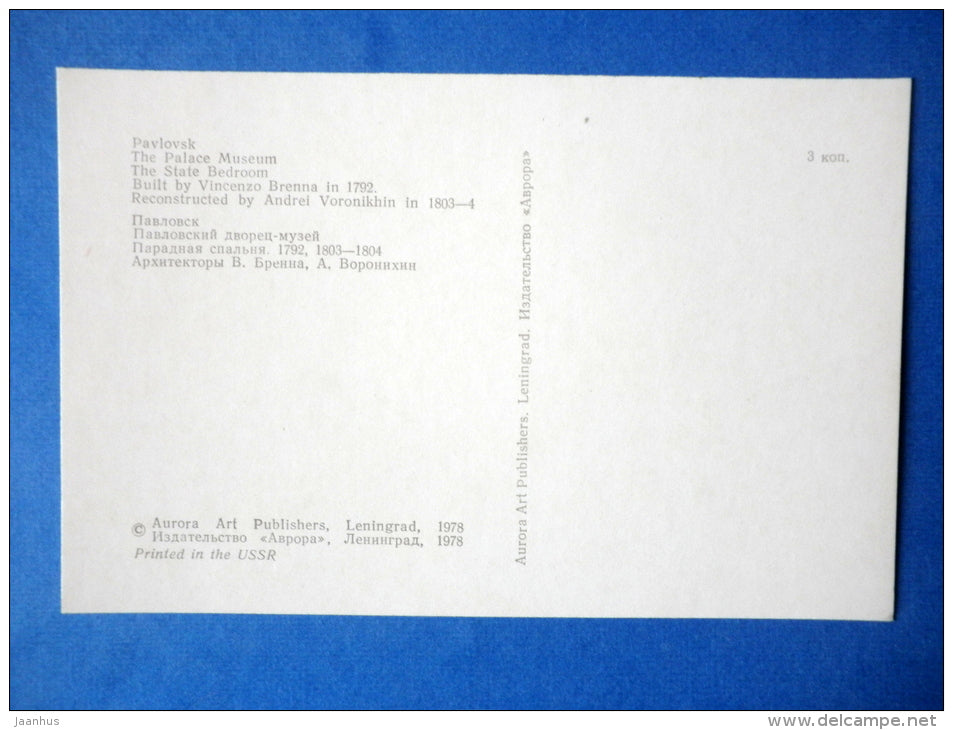 Pavlovsk
The Palace Museum
The State Bedroom
Built by Vincenzo Brenna in 1792.
Reconstructed by Andrei Voronikhin in 1803—4
Павловск
Павловский дворец-музей
Парадная спальня. 1792, 1803—1804
Архитекторы В. Бренна, А. Воронихин
© Aurora Art Publishers, Leningrad, 1978
Издательство «Аврора», Ленинград, 1978
Printed in the USSR
Aurora Art Publishers. Leningrad. Издательство «Аврора»
3 коп.
jaanhus
www.delcampe.net